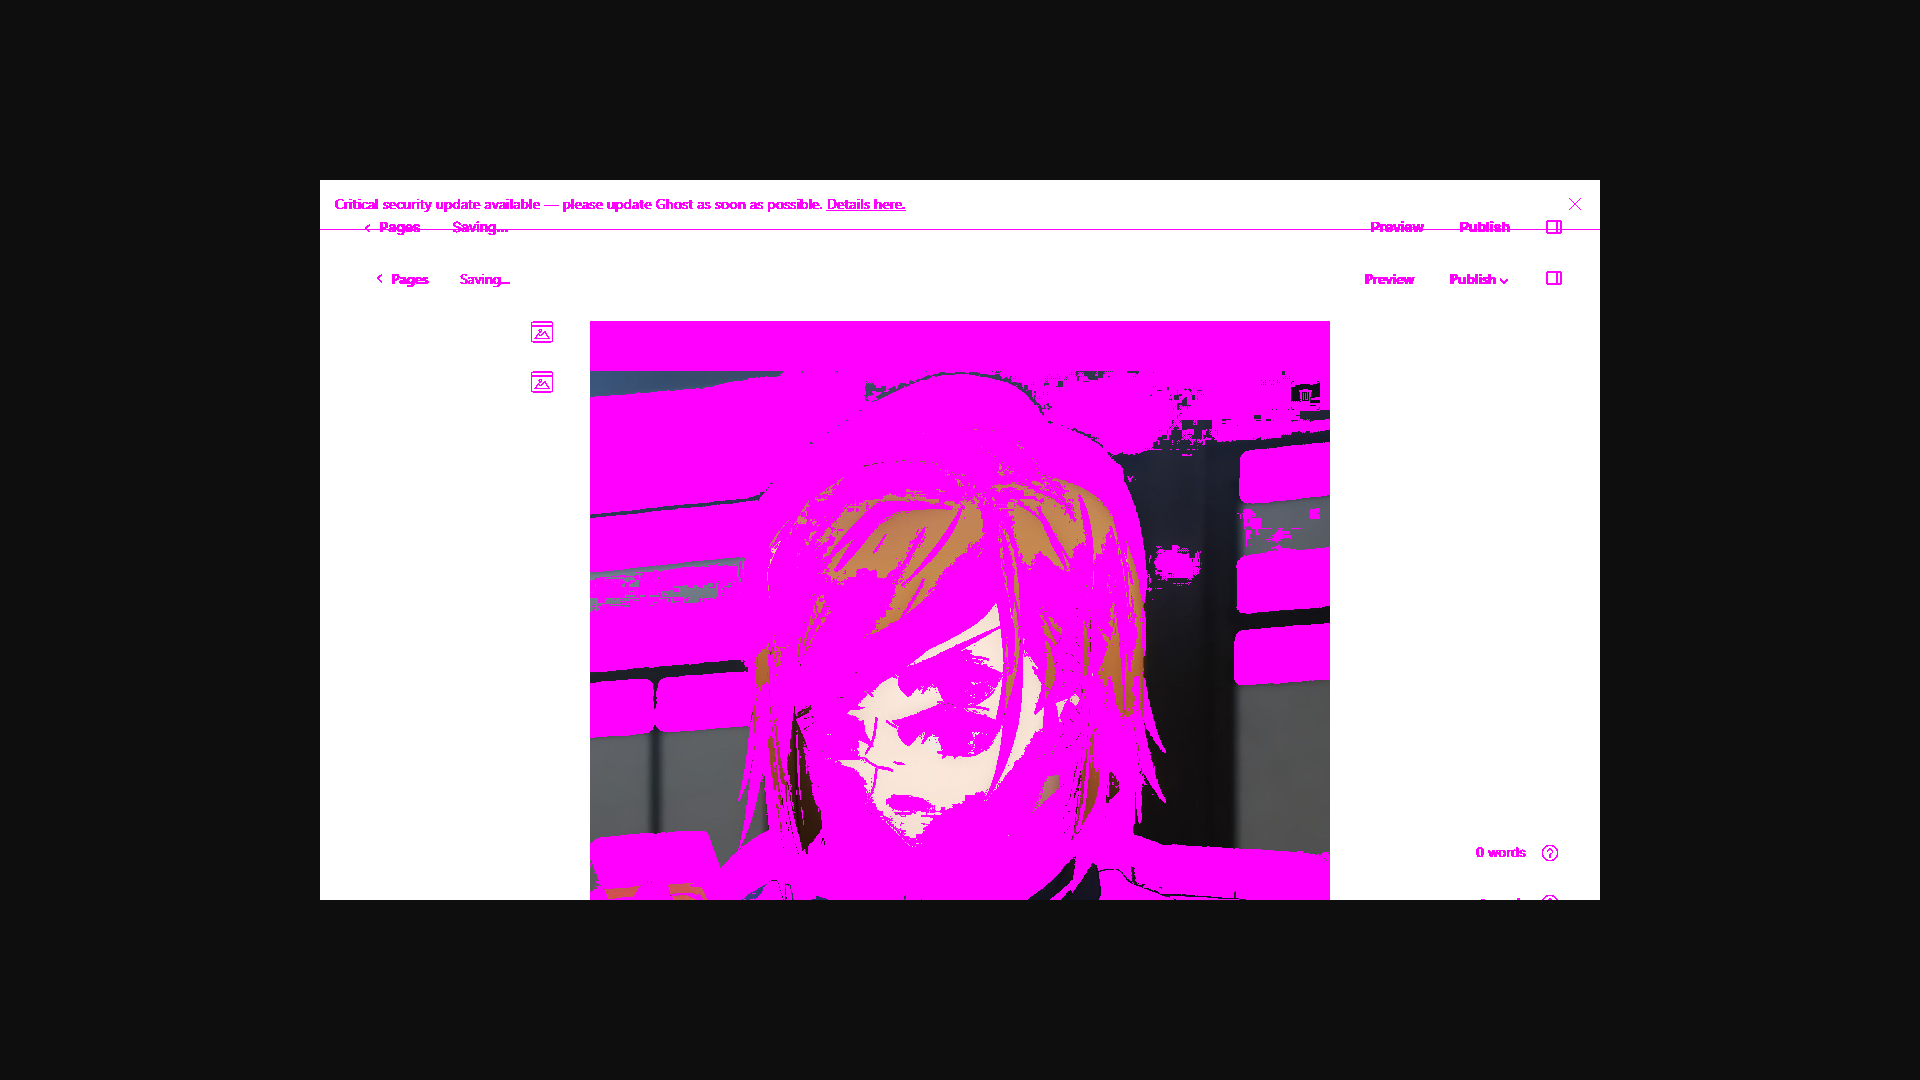 Critical security update available — please update Ghost as soon as possible. Details here.
Pages Saving... Preview Publish
Pages Saving... Preview Publish
0 words